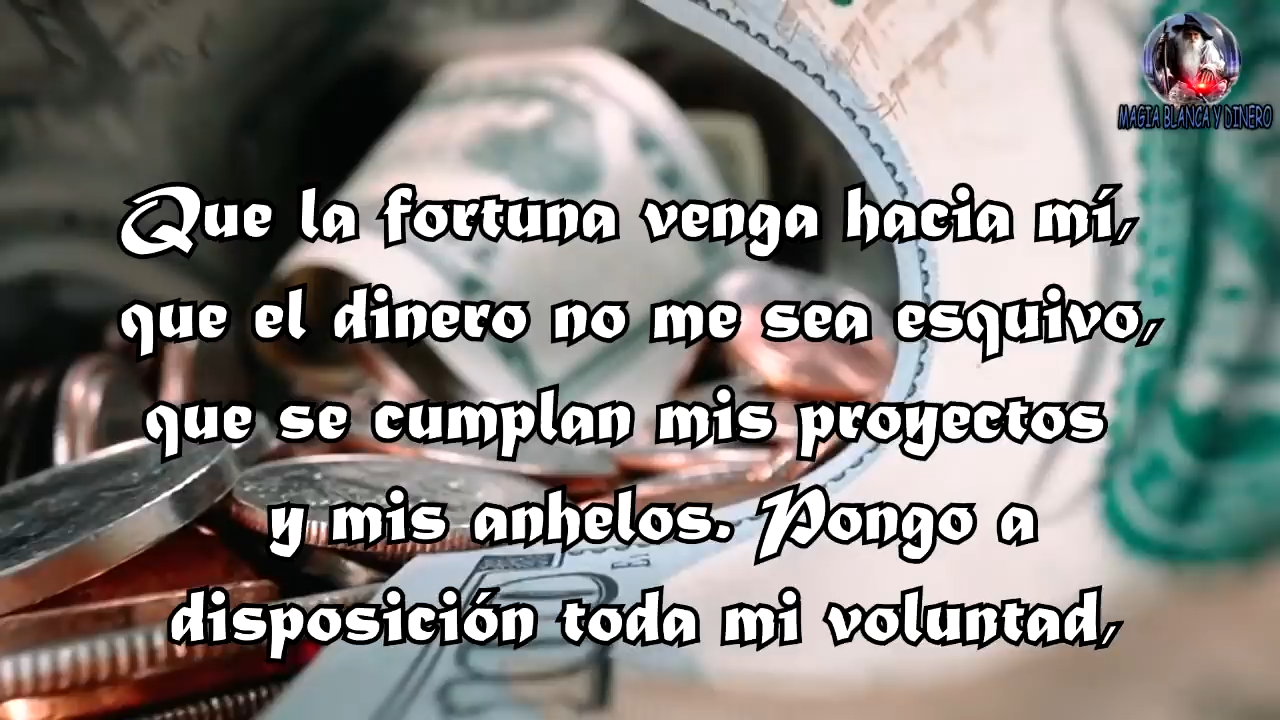 MAGIA BLANCA Y DINERO
Que la fortuna venga hacia mí,
que el dinero no me sea esquivo,
que se cumplan mis proyectos
y mis anhelos. Pongo a
disposición toda mi voluntad,
100